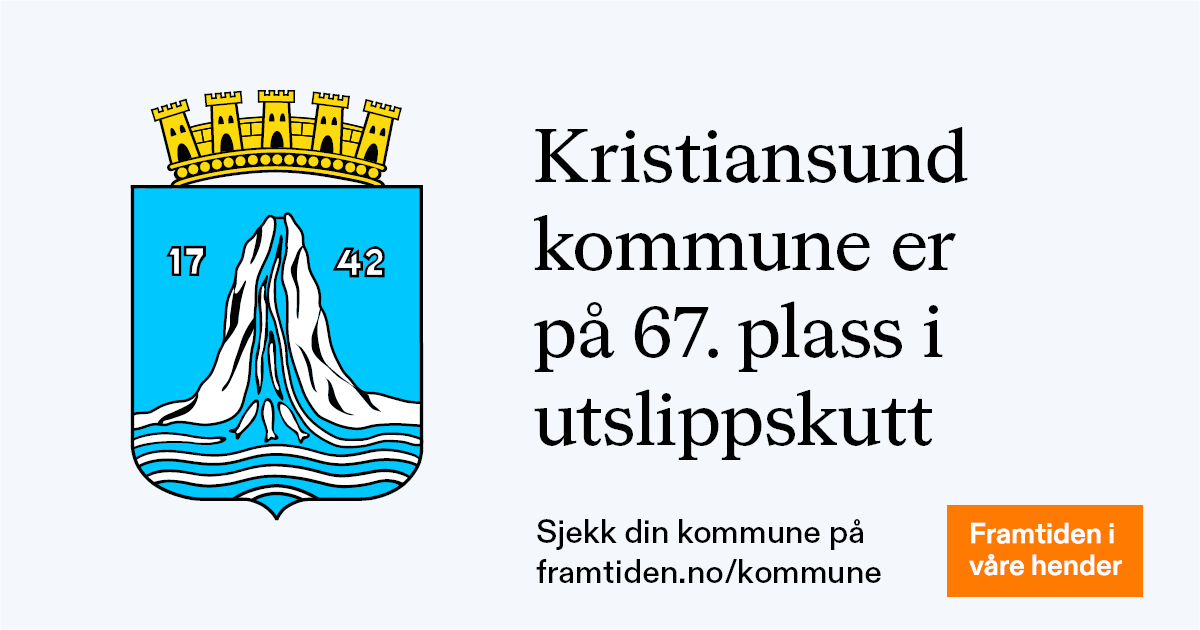 17 42
Kristiansund
kommune er
på 67. plass i
utslippskutt
Sjekk din kommune på
framtiden.no/kommune
Framtiden i
våre hender